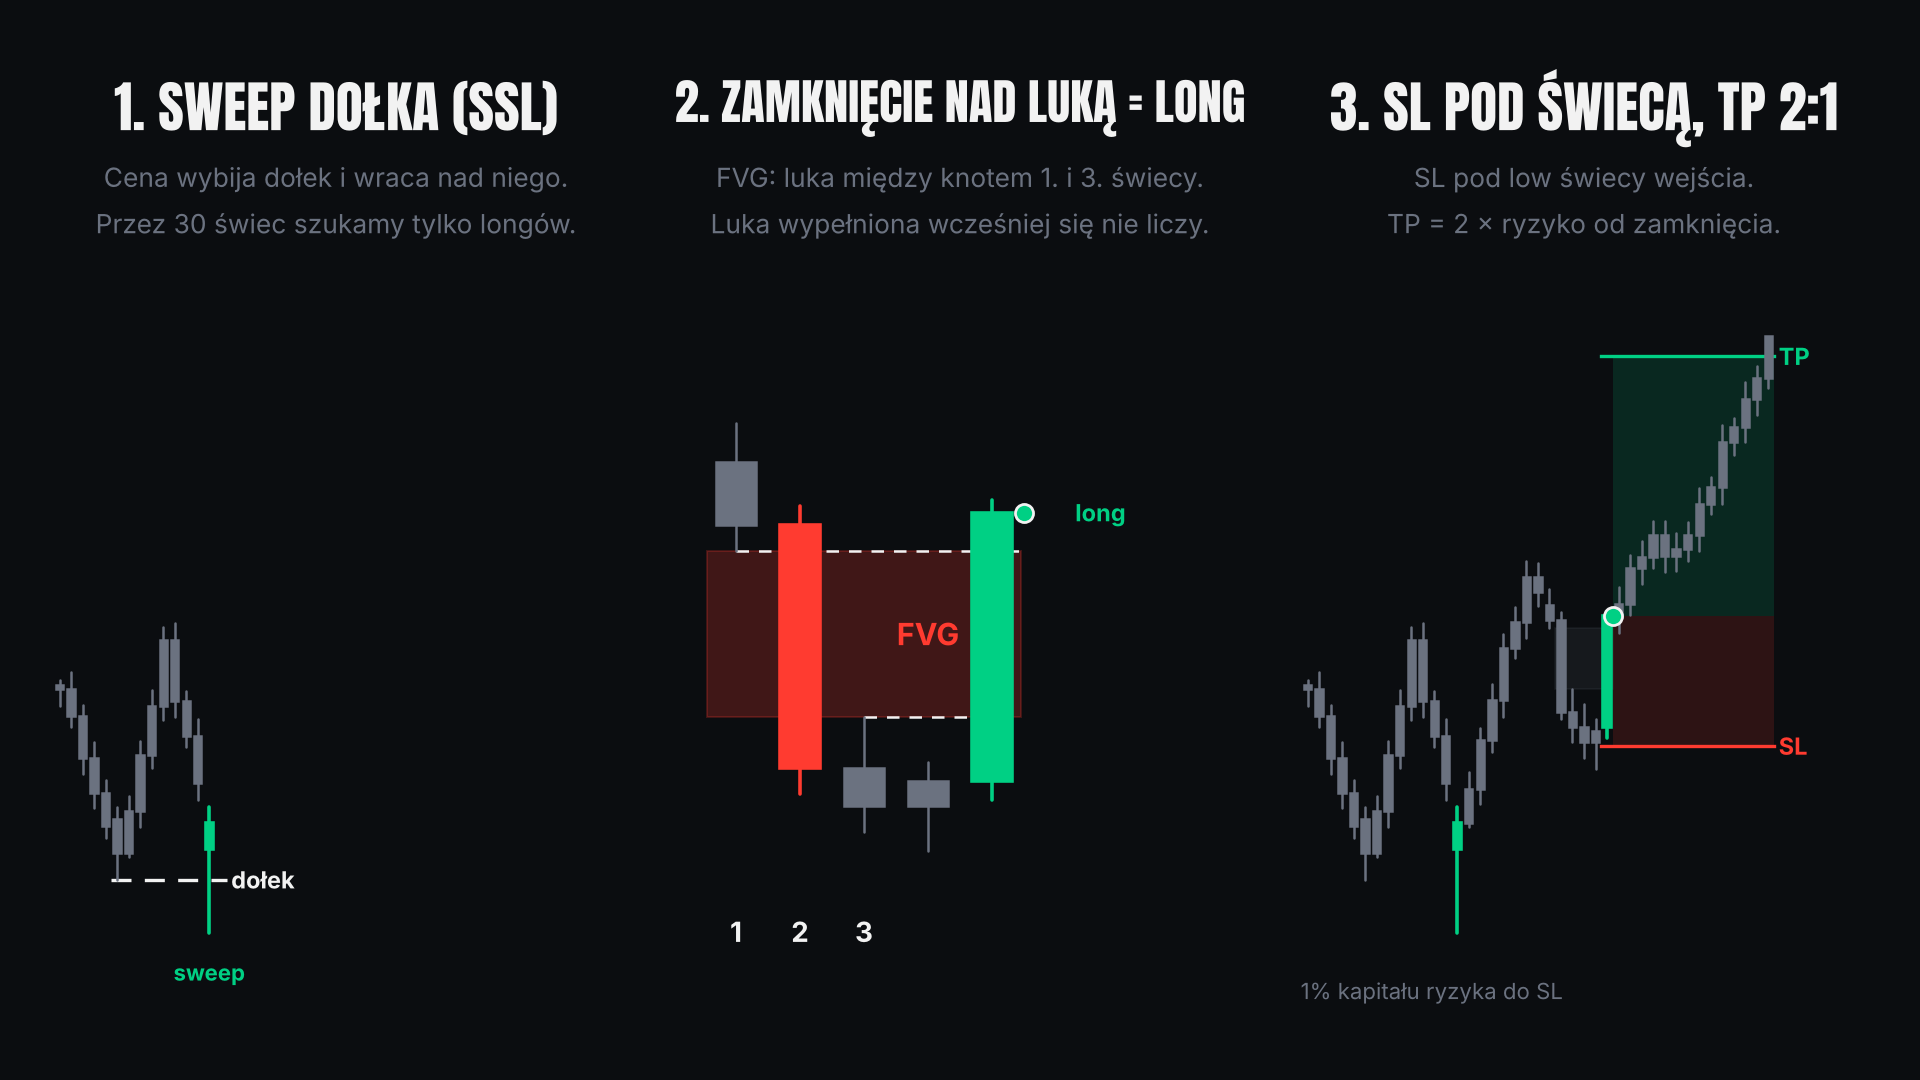 1. SWEEP DOŁKA (SSL)
Cena wybija dołek i wraca nad niego.
Przez 30 świec szukamy tylko longów.
dołek
sweep
2. ZAMKNIĘCIE NAD LUKĄ = LONG
FVG: luka między knotem 1. i 3. świecy.
Luka wypełniona wcześniej się nie liczy.
long
FVG
1 2 3
3. SL POD ŚWIECĄ, TP 2:1
SL pod low świecy wejścia.
TP = 2 × ryzyko od zamknięcia.
TP
SL
1% kapitału ryzyka do SL